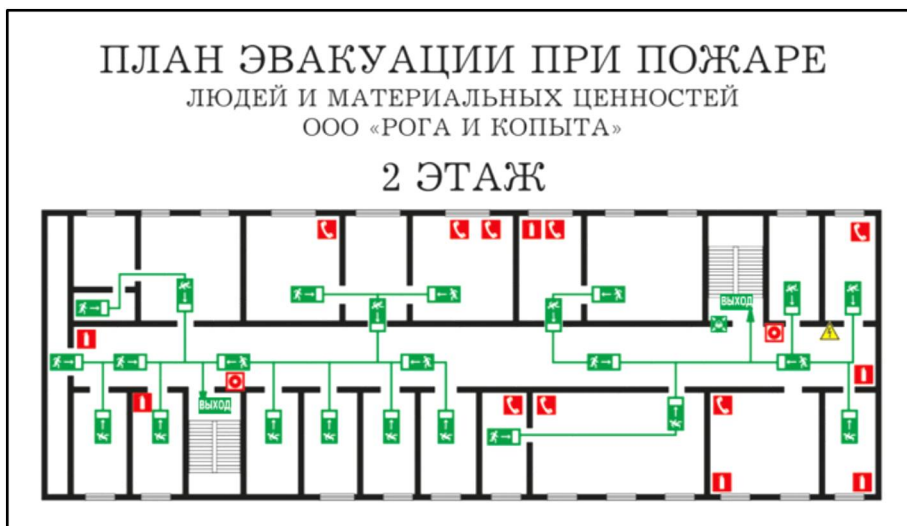 ПЛАН ЭВАКУАЦИИ ПРИ ПОЖАРЕ
ЛЮДЕЙ И МАТЕРИАЛЬНЫХ ЦЕННОСТЕЙ
ООО «РОГА И КОПЫТА»
2 ЭТАЖ
ВЫХОД
ВЫХОД